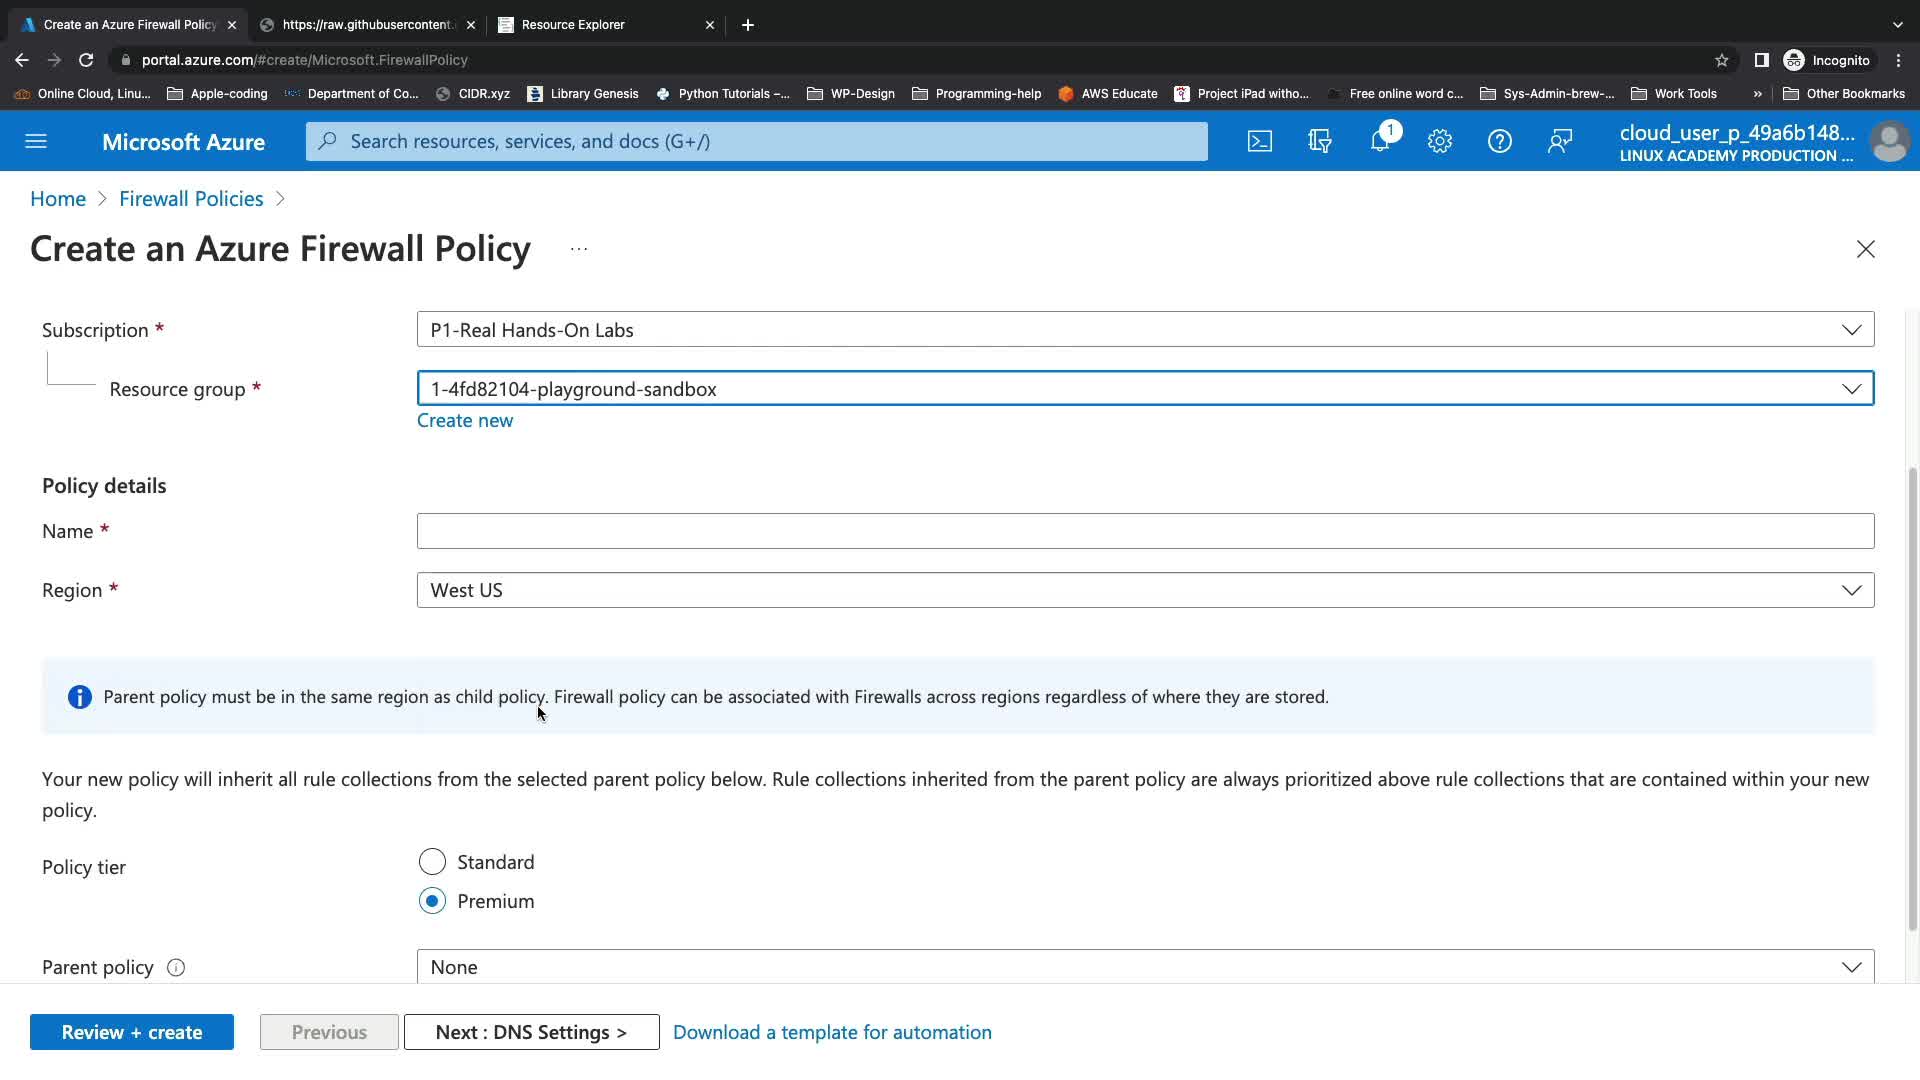 Create an Azure Firewall Policy
https://raw.githubusercontent.
Resource Explorer
portal.azure.com/#create/Microsoft.FirewallPolicy
Incognito
Online Cloud, Linu...
Apple-coding
Department of Co...
CIDR.xyz
Library Genesis
Python Tutorials –...
WP-Design
Programming-help
AWS Educate
Project iPad witho...
Free online word c...
Sys-Admin-brew-...
Work Tools
»
Other Bookmarks
Microsoft Azure
Search resources, services, and docs (G+/)
1
cloud_user_p_49a6b148...
LINUX ACADEMY PRODUCTION ...
Home > Firewall Policies >
Create an Azure Firewall Policy ...
Subscription *
P1-Real Hands-On Labs
Resource group *
1-4fd82104-playground-sandbox
Create new
Policy details
Name *
Region *
West US
Parent policy must be in the same region as child policy. Firewall policy can be associated with Firewalls across regions regardless of where they are stored.
Your new policy will inherit all rule collections from the selected parent policy below. Rule collections inherited from the parent policy are always prioritized above rule collections that are contained within your new
policy.
Policy tier
Standard
Premium
Parent policy
None
Review + create
Previous
Next : DNS Settings >
Download a template for automation